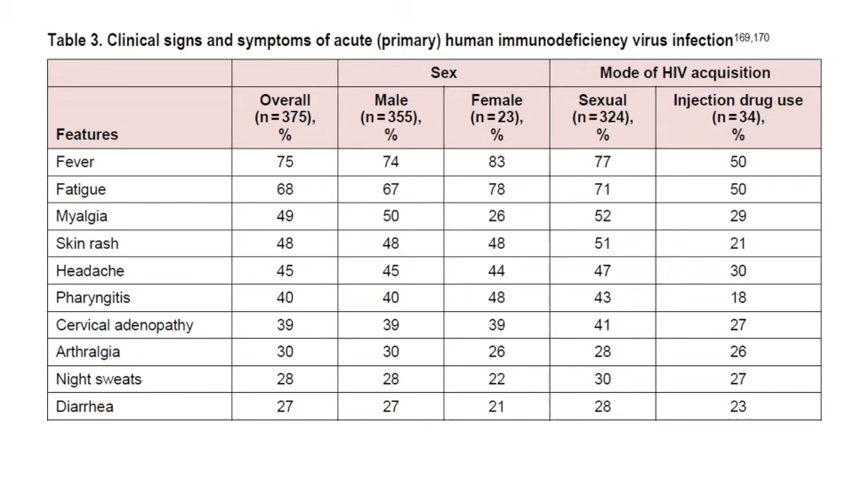 Table 3. Clinical signs and symptoms of acute (primary) human immunodeficiency virus infection169,170
Sex Mode of HIV acquisition
Features Overall (n=375), % Male (n=355), % Female (n=23), % Sexual (n=324), % Injection drug use (n=34), %
Fever 75 74 83 77 50
Fatigue 68 67 78 71 50
Myalgia 49 50 26 52 29
Skin rash 48 48 48 51 21
Headache 45 45 44 47 30
Pharyngitis 40 40 48 43 18
Cervical adenopathy 39 39 39 41 27
Arthralgia 30 30 26 28 26
Night sweats 28 28 22 30 27
Diarrhea 27 27 21 28 23